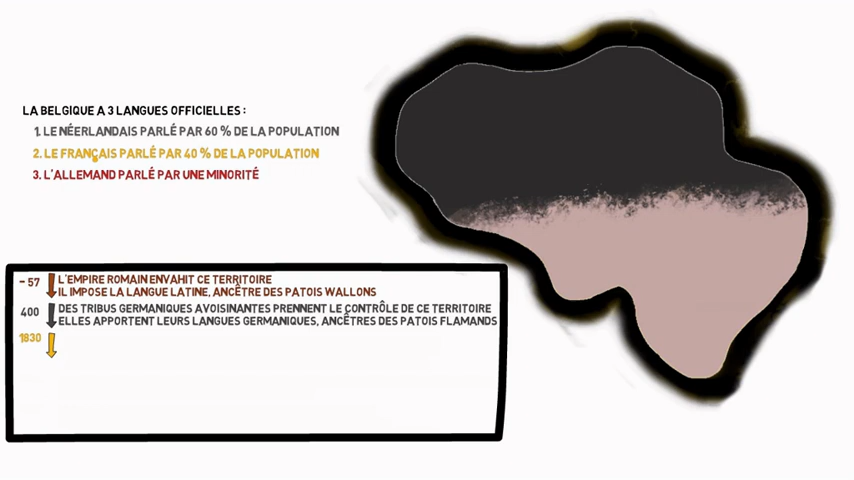 LA BELGIQUE A 3 LANGUES OFFICIELLES :
1. LE NÉERLANDAIS PARLÉ PAR 60 % DE LA POPULATION
2. LE FRANÇAIS PARLÉ PAR 40 % DE LA POPULATION
3. L'ALLEMAND PARLÉ PAR UNE MINORITÉ
- 57 L'EMPIRE ROMAIN ENVAHIT CE TERRITOIRE
IL IMPOSE LA LANGUE LATINE, ANCÊTRE DES PATOIS WALLONS
400 DES TRIBUS GERMANIQUES AVOISINANTES PRENNENT LE CONTRÔLE DE CE TERRITOIRE
ELLES APPORTENT LEURS LANGUES GERMANIQUES, ANCÊTRES DES PATOIS FLAMANDS
1830